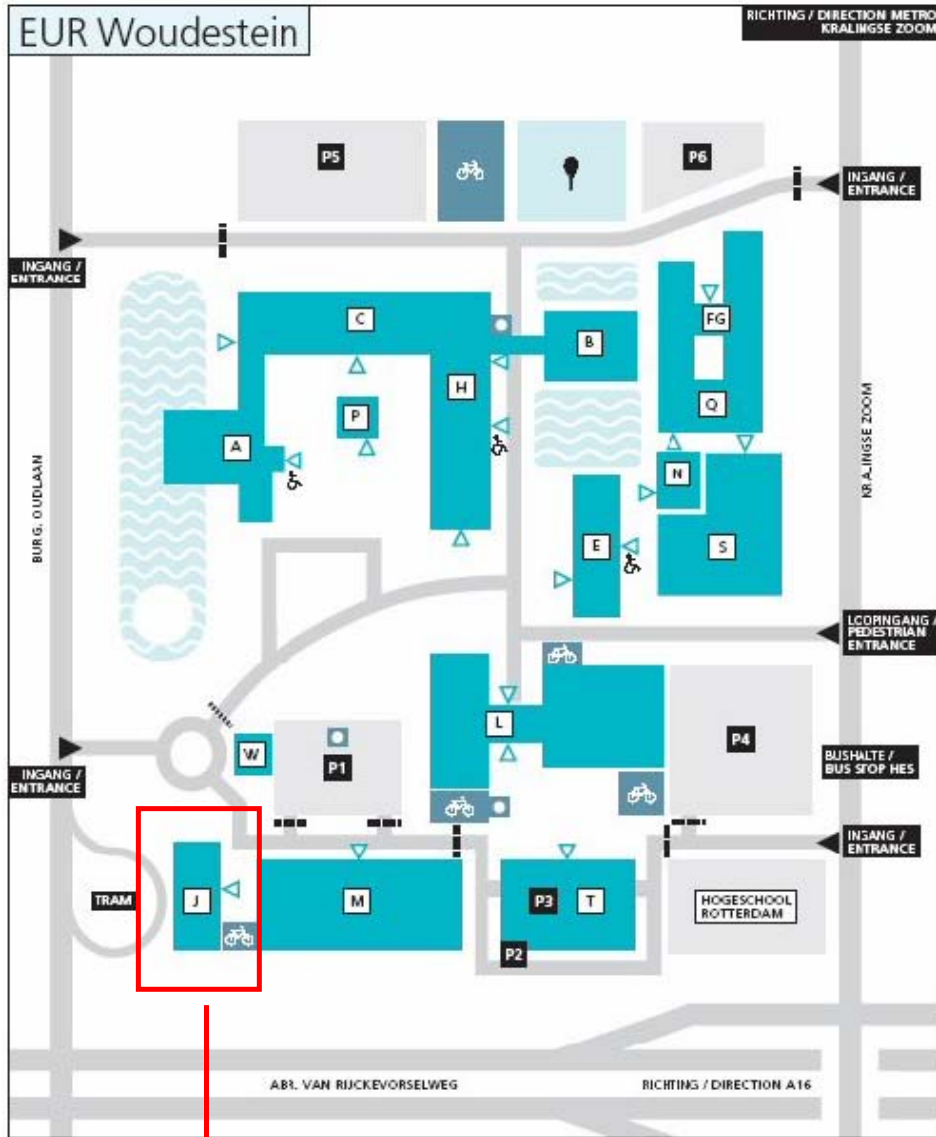 EUR Woudestein
RICHTING / DIRECTION METRO
KRALINGSE ZOOM
P5
P6
INGANG /
ENTRANCE
INGANG /
ENTRANCE
C
B
FG
H
P
Q
A
N
BURG. OUDLAAN
KRALINGSE ZOOM
E
S
LOOPINGANG /
PEDESTRIAN
ENTRANCE
L
W
P1
P4
INGANG /
ENTRANCE
BUSHALTE /
BUS STOP HES
INGANG /
ENTRANCE
TRAM
J
M
P3
T
HOGESCHOOL
ROTTERDAM
P2
ABR. VAN RIJCKEVORSELWEG
RICHTING / DIRECTION A16